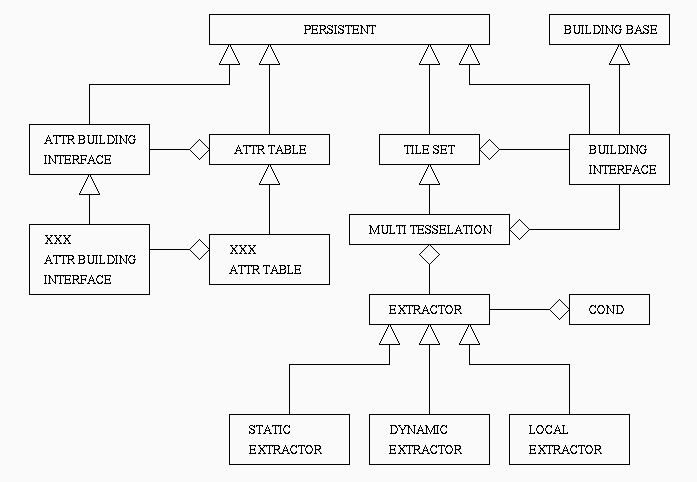 PERSISTENT
BUILDING BASE
ATTR BUILDING
INTERFACE
ATTR TABLE
TILE SET
BUILDING
INTERFACE
XXX
ATTR BUILDING
INTERFACE
XXX
ATTR TABLE
MULTI TESSELATION
EXTRACTOR
COND
STATIC
EXTRACTOR
DYNAMIC
EXTRACTOR
LOCAL
EXTRACTOR